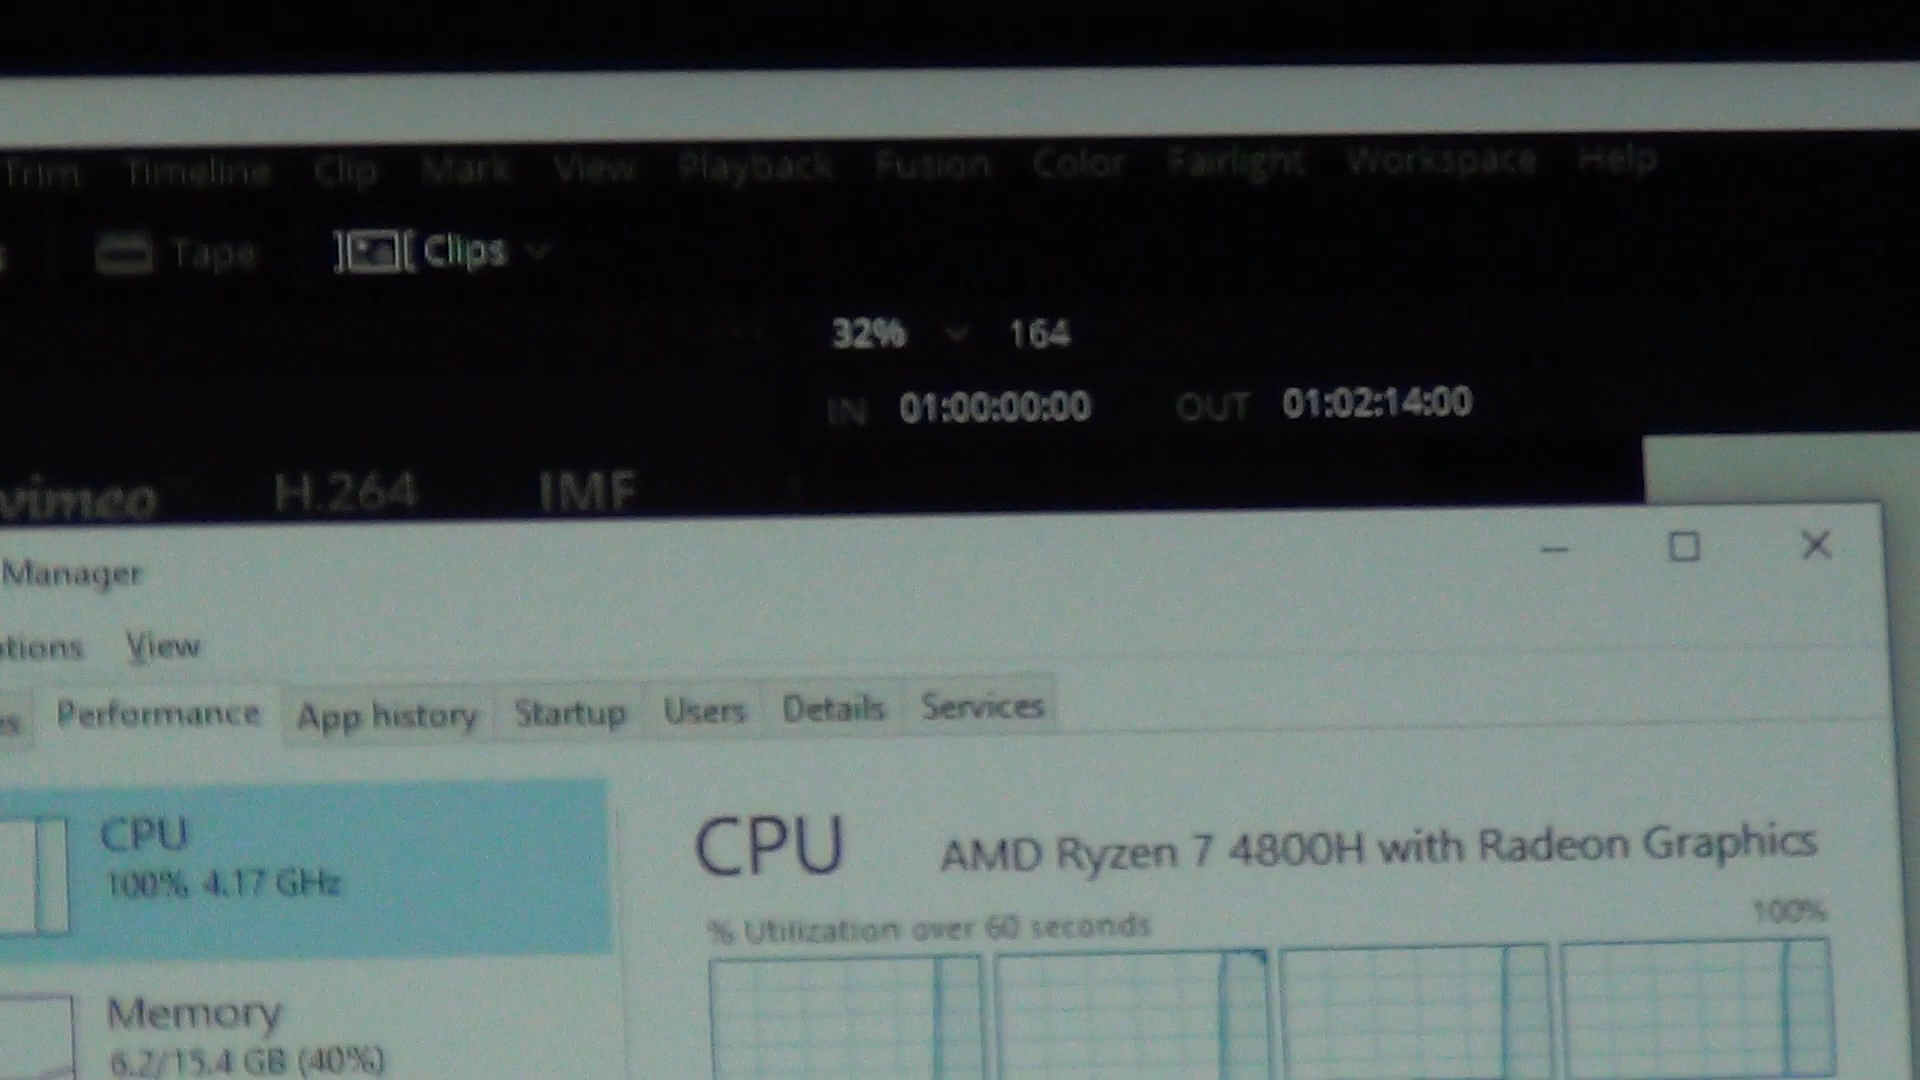 Trim Timeline Clip Mark View Playback Fusion Color Fairlight Workspace Help
Tape Clips
32% 164
IN 01:00:00:00 OUT 01:02:14:00
vimeo H.264 IMF
Manager
View
Performance App history Startup Users Details Services
CPU
100% 4.17 GHz
CPU AMD Ryzen 7 4800H with Radeon Graphics
% Utilization over 60 seconds 100%
Memory
6.2/15.4 GB (40%)